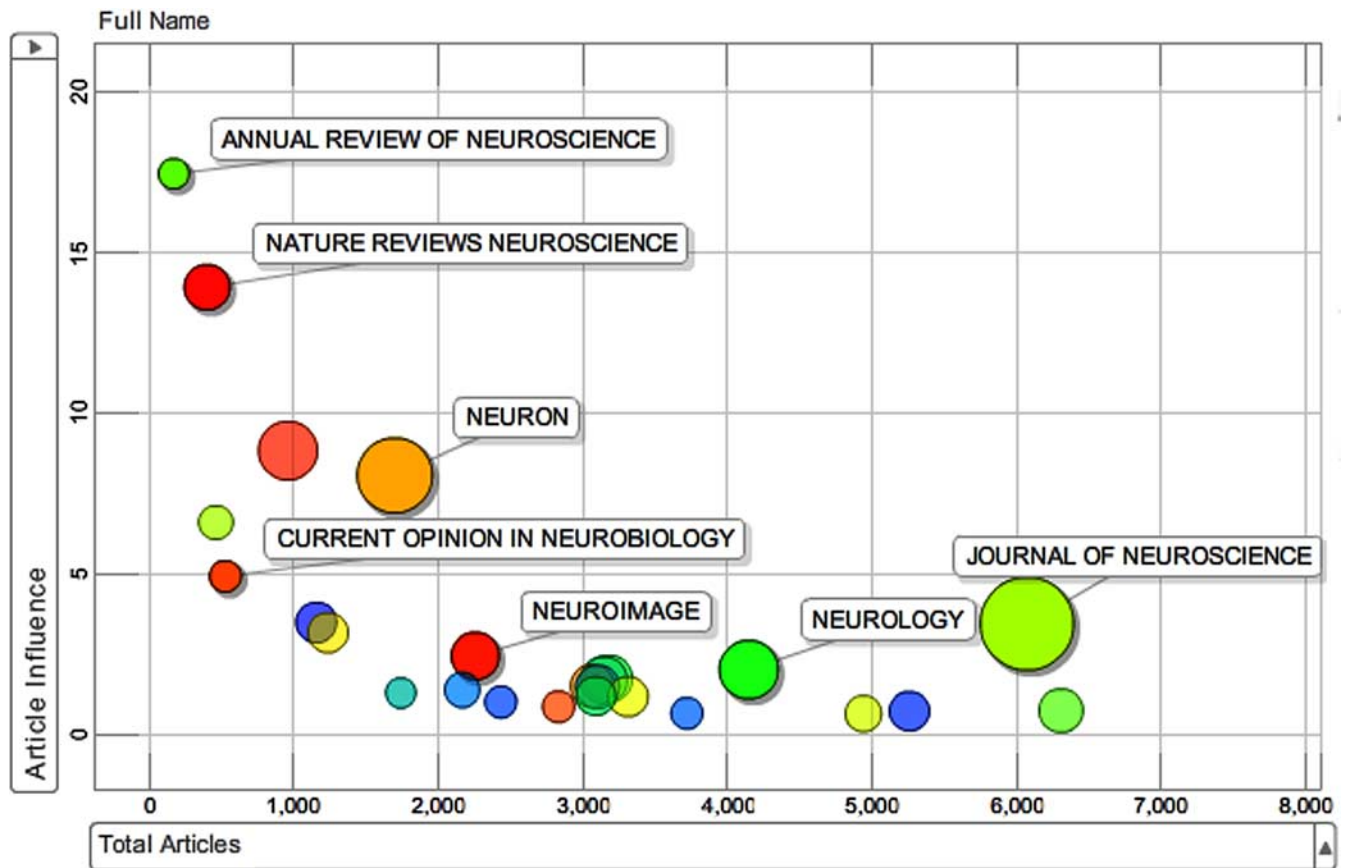 Full Name
20
ANNUAL REVIEW OF NEUROSCIENCE
15
NATURE REVIEWS NEUROSCIENCE
10
NEURON
CURRENT OPINION IN NEUROBIOLOGY
5
JOURNAL OF NEUROSCIENCE
NEUROIMAGE
NEUROLOGY
0
Article Influence
0 1,000 2,000 3,000 4,000 5,000 6,000 7,000 8,000
Total Articles